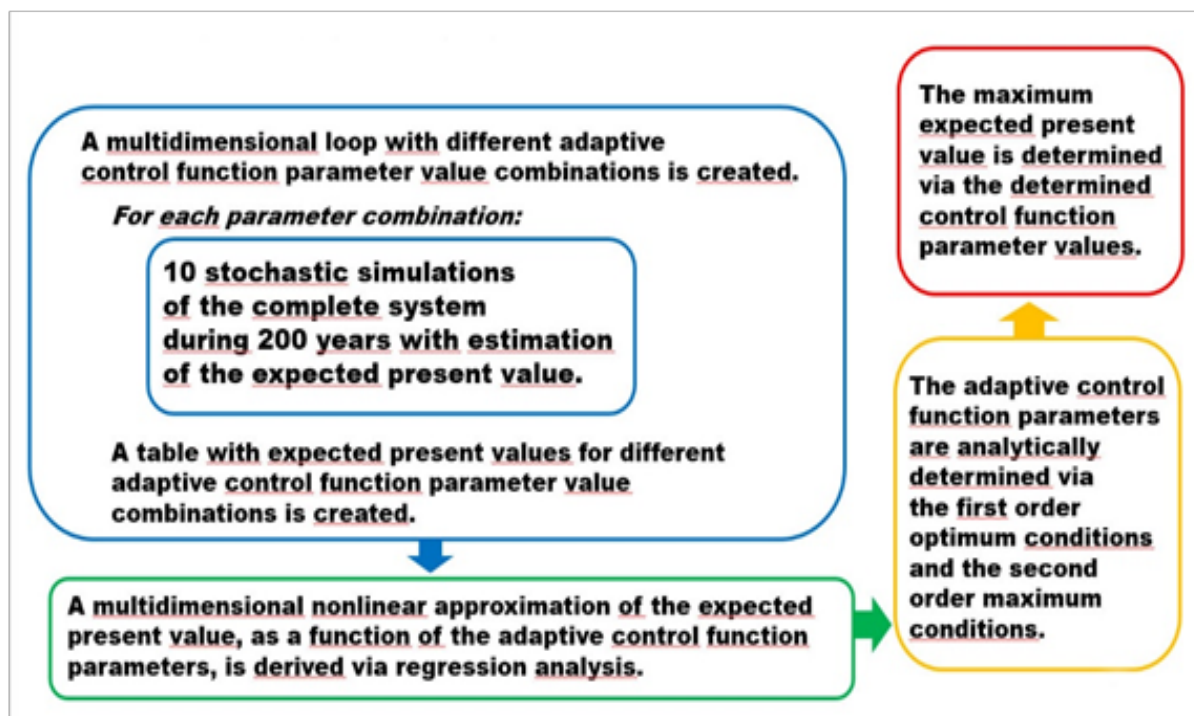 A multidimensional loop with different adaptive
control function parameter value combinations is created.
For each parameter combination:
10 stochastic simulations
of the complete system
during 200 years with estimation
of the expected present value.
A table with expected present values for different
adaptive control function parameter value
combinations is created.
A multidimensional nonlinear approximation of the expected
present value, as a function of the adaptive control function
parameters, is derived via regression analysis.
The adaptive control
function parameters
are analytically
determined via
the first order
optimum conditions
and the second
order maximum
conditions.
The maximum
expected present
value is determined
via the determined
control function
parameter values.